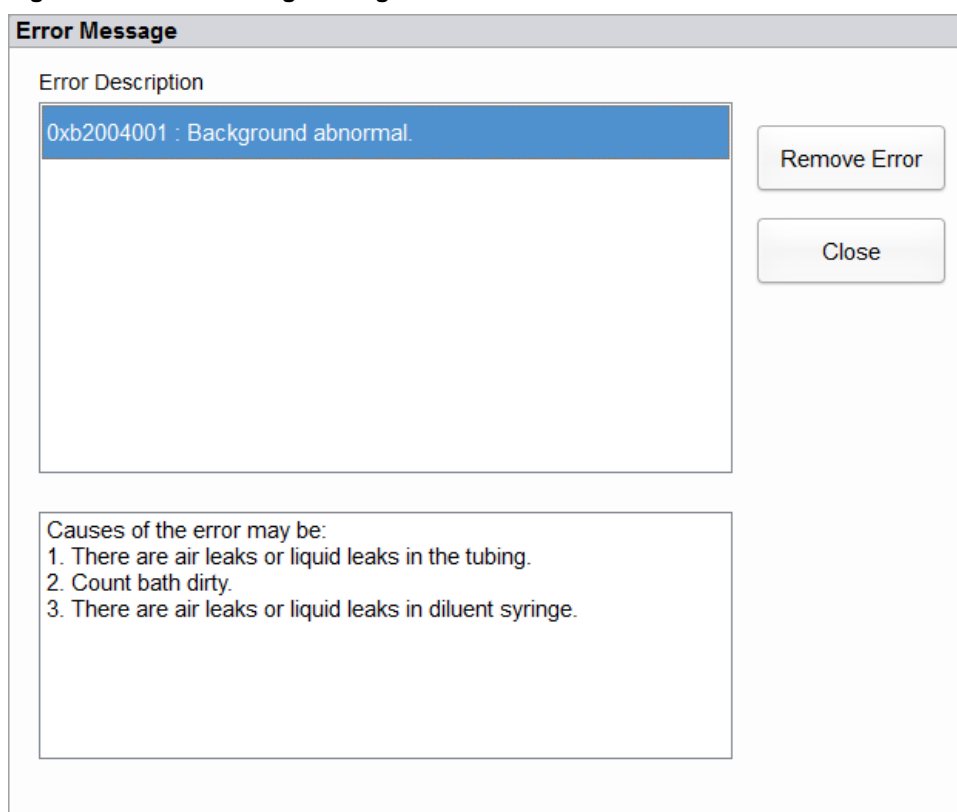 Error Message
Error Description
0xb2004001 : Background abnormal.
Remove Error
Close
Causes of the error may be:
1. There are air leaks or liquid leaks in the tubing.
2. Count bath dirty.
3. There are air leaks or liquid leaks in diluent syringe.